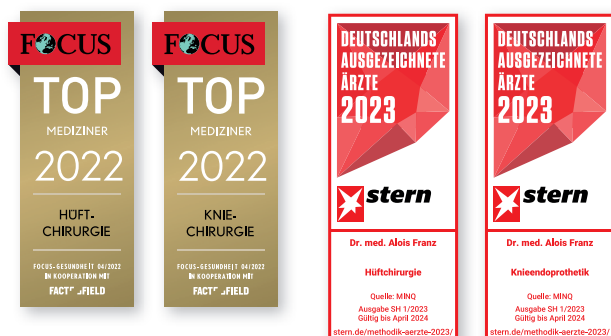 FOCUS
TOP
MEDIZINER
2022
HÜFT-
CHIRURGIE
FOCUS-GESUNDHEIT 04/2022
IN KOOPERATION MIT
FACTFIELD
FOCUS
TOP
MEDIZINER
2022
KNIE-
CHIRURGIE
FOCUS-GESUNDHEIT 04/2022
IN KOOPERATION MIT
FACTFIELD
DEUTSCHLANDS
AUSGEZEICHNETE
ÄRZTE
2023
stern
Dr. med. Alois Franz
Hüftchirurgie
Quelle: MINQ
Ausgabe SH 1/2023
Gültig bis April 2024
stern.de/methodik-aerzte-2023/
DEUTSCHLANDS
AUSGEZEICHNETE
ÄRZTE
2023
stern
Dr. med. Alois Franz
Knieendoprothetik
Quelle: MINQ
Ausgabe SH 1/2023
Gültig bis April 2024
stern.de/methodik-aerzte-2023/